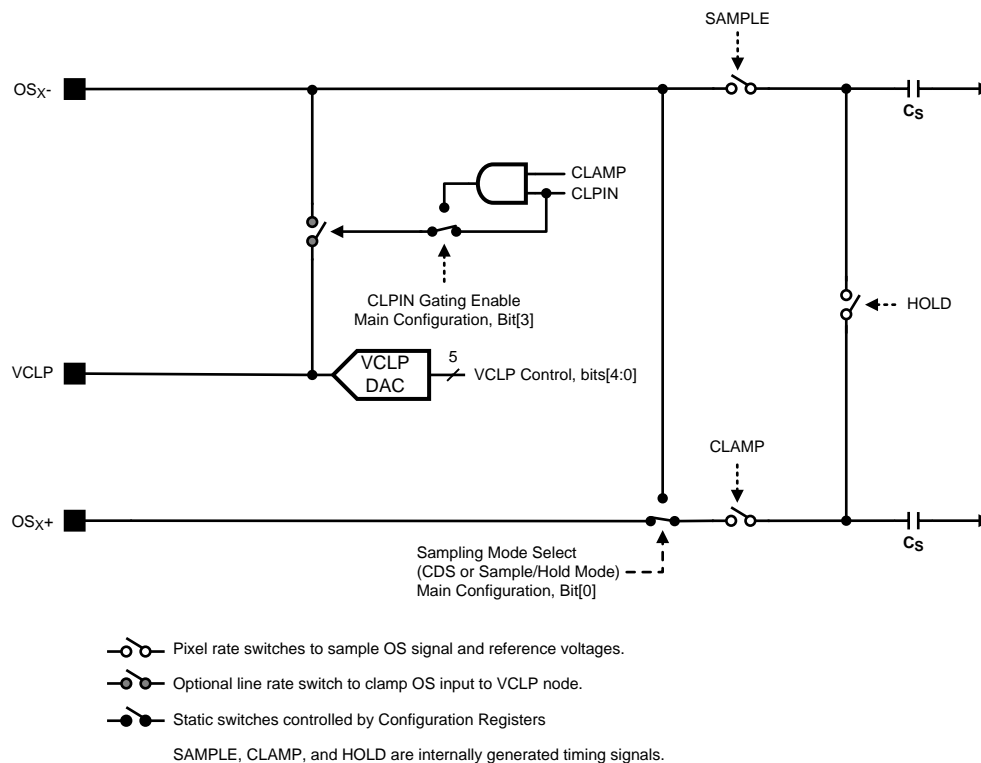 SAMPLE
OSX-
CS
CLAMP
CLPIN
CLPIN Gating Enable
Main Configuration, Bit[3]
HOLD
VCLP
VCLP
DAC
5
VCLP Control, bits[4:0]
CLAMP
OSX+
CS
Sampling Mode Select
(CDS or Sample/Hold Mode)
Main Configuration, Bit[0]
Pixel rate switches to sample OS signal and reference voltages.
Optional line rate switch to clamp OS input to VCLP node.
Static switches controlled by Configuration Registers
SAMPLE, CLAMP, and HOLD are internally generated timing signals.